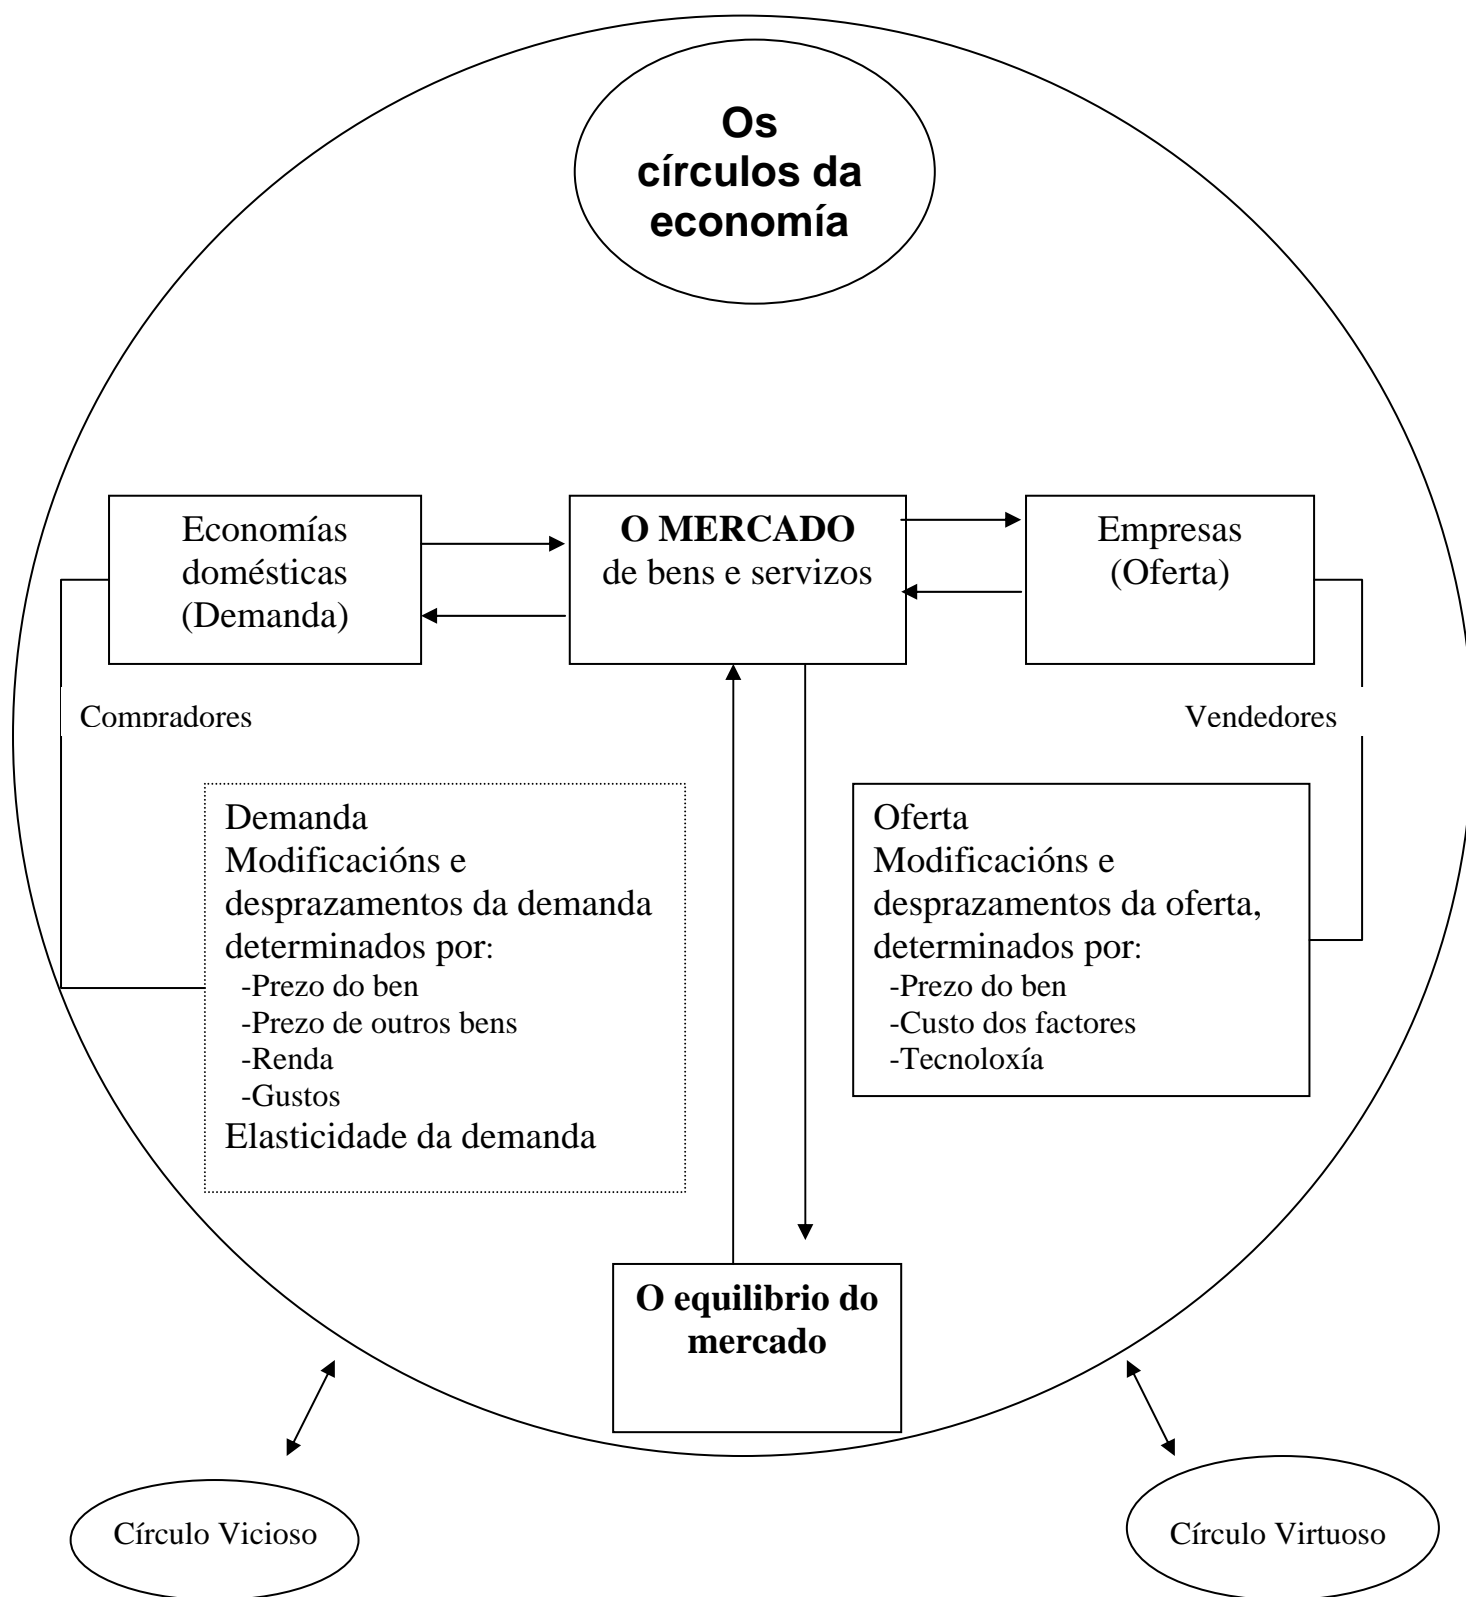 Os
círculos da
economía
Economías
domésticas
(Demanda)
O MERCADO
de bens e servizos
Empresas
(Oferta)
Compradores
Vendedores
Demanda
Modificacións e
desprazamentos da demanda
determinados por:
-Prezo do ben
-Prezo de outros bens
-Renda
-Gustos
Elasticidade da demanda
Oferta
Modificacións e
desprazamentos da oferta,
determinados por:
-Prezo do ben
-Custo dos factores
-Tecnoloxía
O equilibrio do
mercado
Círculo Vicioso
Círculo Virtuoso